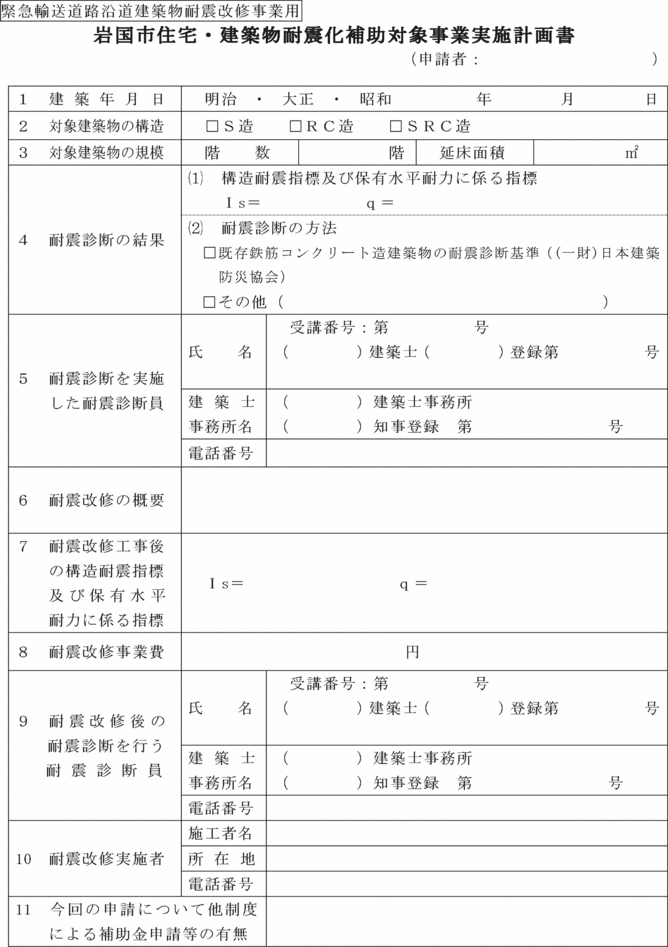 緊急輸送道路沿道建築物耐震改修事業用
岩国市住宅・建築物耐震化補助対象事業実施計画書
（申請者：　　　　　　　　　　）
１　建築年月日　明治　・　大正　・　昭和　　　年　　　月　　　日
２　対象建築物の構造　□Ｓ造　□ＲＣ造　□ＳＲＣ造
３　対象建築物の規模　階数　　　階　延床面積　　　㎡
４　耐震診断の結果
⑴　構造耐震指標及び保有水平耐力に係る指標
Ｉs＝　　　　　ｑ＝
⑵　耐震診断の方法
□既存鉄筋コンクリート造建築物の耐震診断基準（(一財)日本建築
防災協会）
□その他（　　　　　　　　　　）
５　耐震診断を実施
した耐震診断員
受講番号：第　　　　号
氏　　名　（　　　）建築士（　　　）登録第　　　　号
建築士　（　　　）建築士事務所
事務所名　（　　　）知事登録　第　　　　　号
電話番号
６　耐震改修の概要
７　耐震改修工事後
の構造耐震指標
及び保有水平
耐力に係る指標
Ｉs＝　　　　　ｑ＝
８　耐震改修事業費　　　　円
９　耐震改修後の
耐震診断を行う
耐震診断員
受講番号：第　　　　号
氏　　名　（　　　）建築士（　　　）登録第　　　　号
建築士　（　　　）建築士事務所
事務所名　（　　　）知事登録　第　　　　　号
電話番号
10　耐震改修実施者
施工者名
所在地
電話番号
11　今回の申請について他制度
による補助金申請等の有無